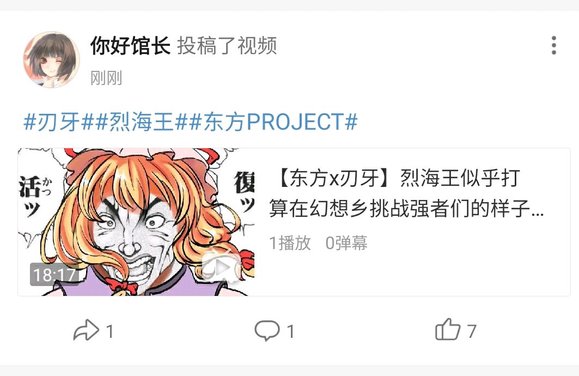 你好馆长 投稿了视频
刚刚
#刃牙##烈海王##东方PROJECT#
復ッ
活ッ
かつ
18:17
【东方x刃牙】烈海王似乎打
算在幻想乡挑战强者们的样子...
1播放 0弹幕
1
1
7